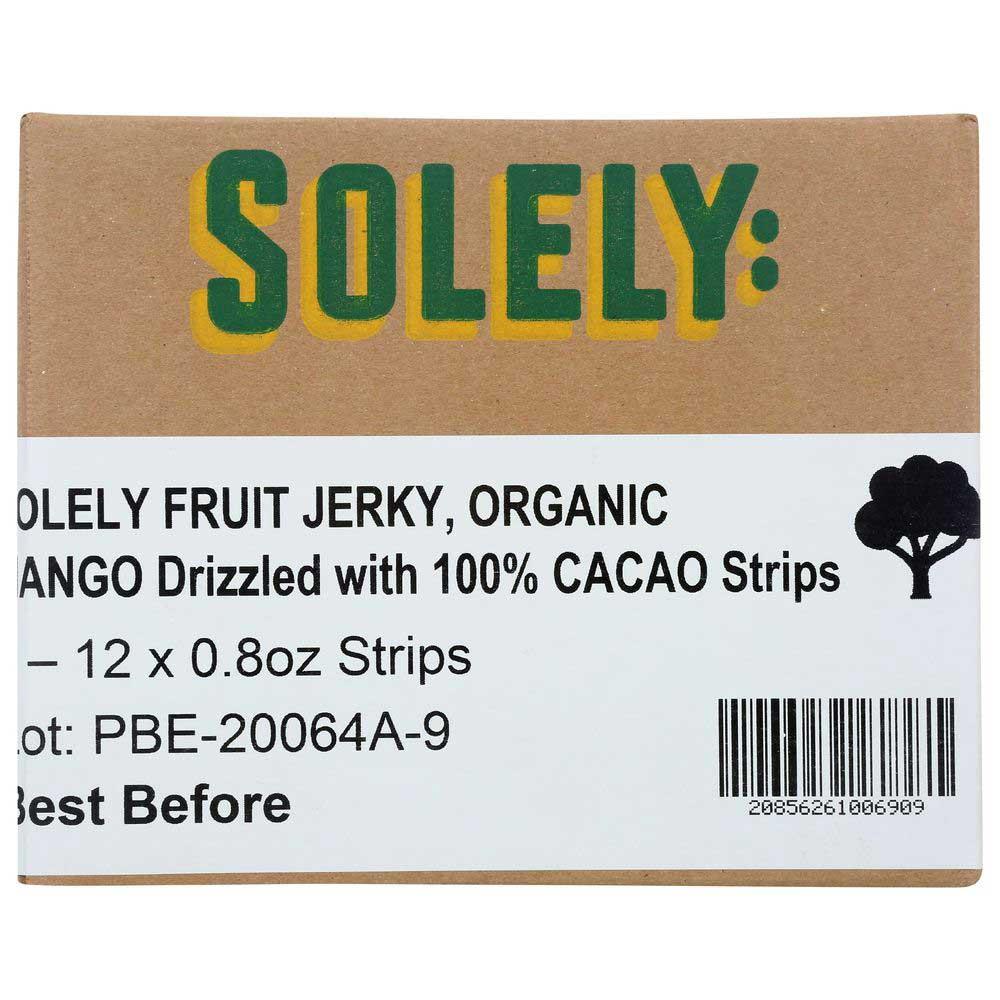 SOLELY:
OLELY FRUIT JERKY, ORGANIC
ANGO Drizzled with 100% CACAO Strips
– 12 x 0.8oz Strips
ot: PBE-20064A-9
Best Before
20856261006909